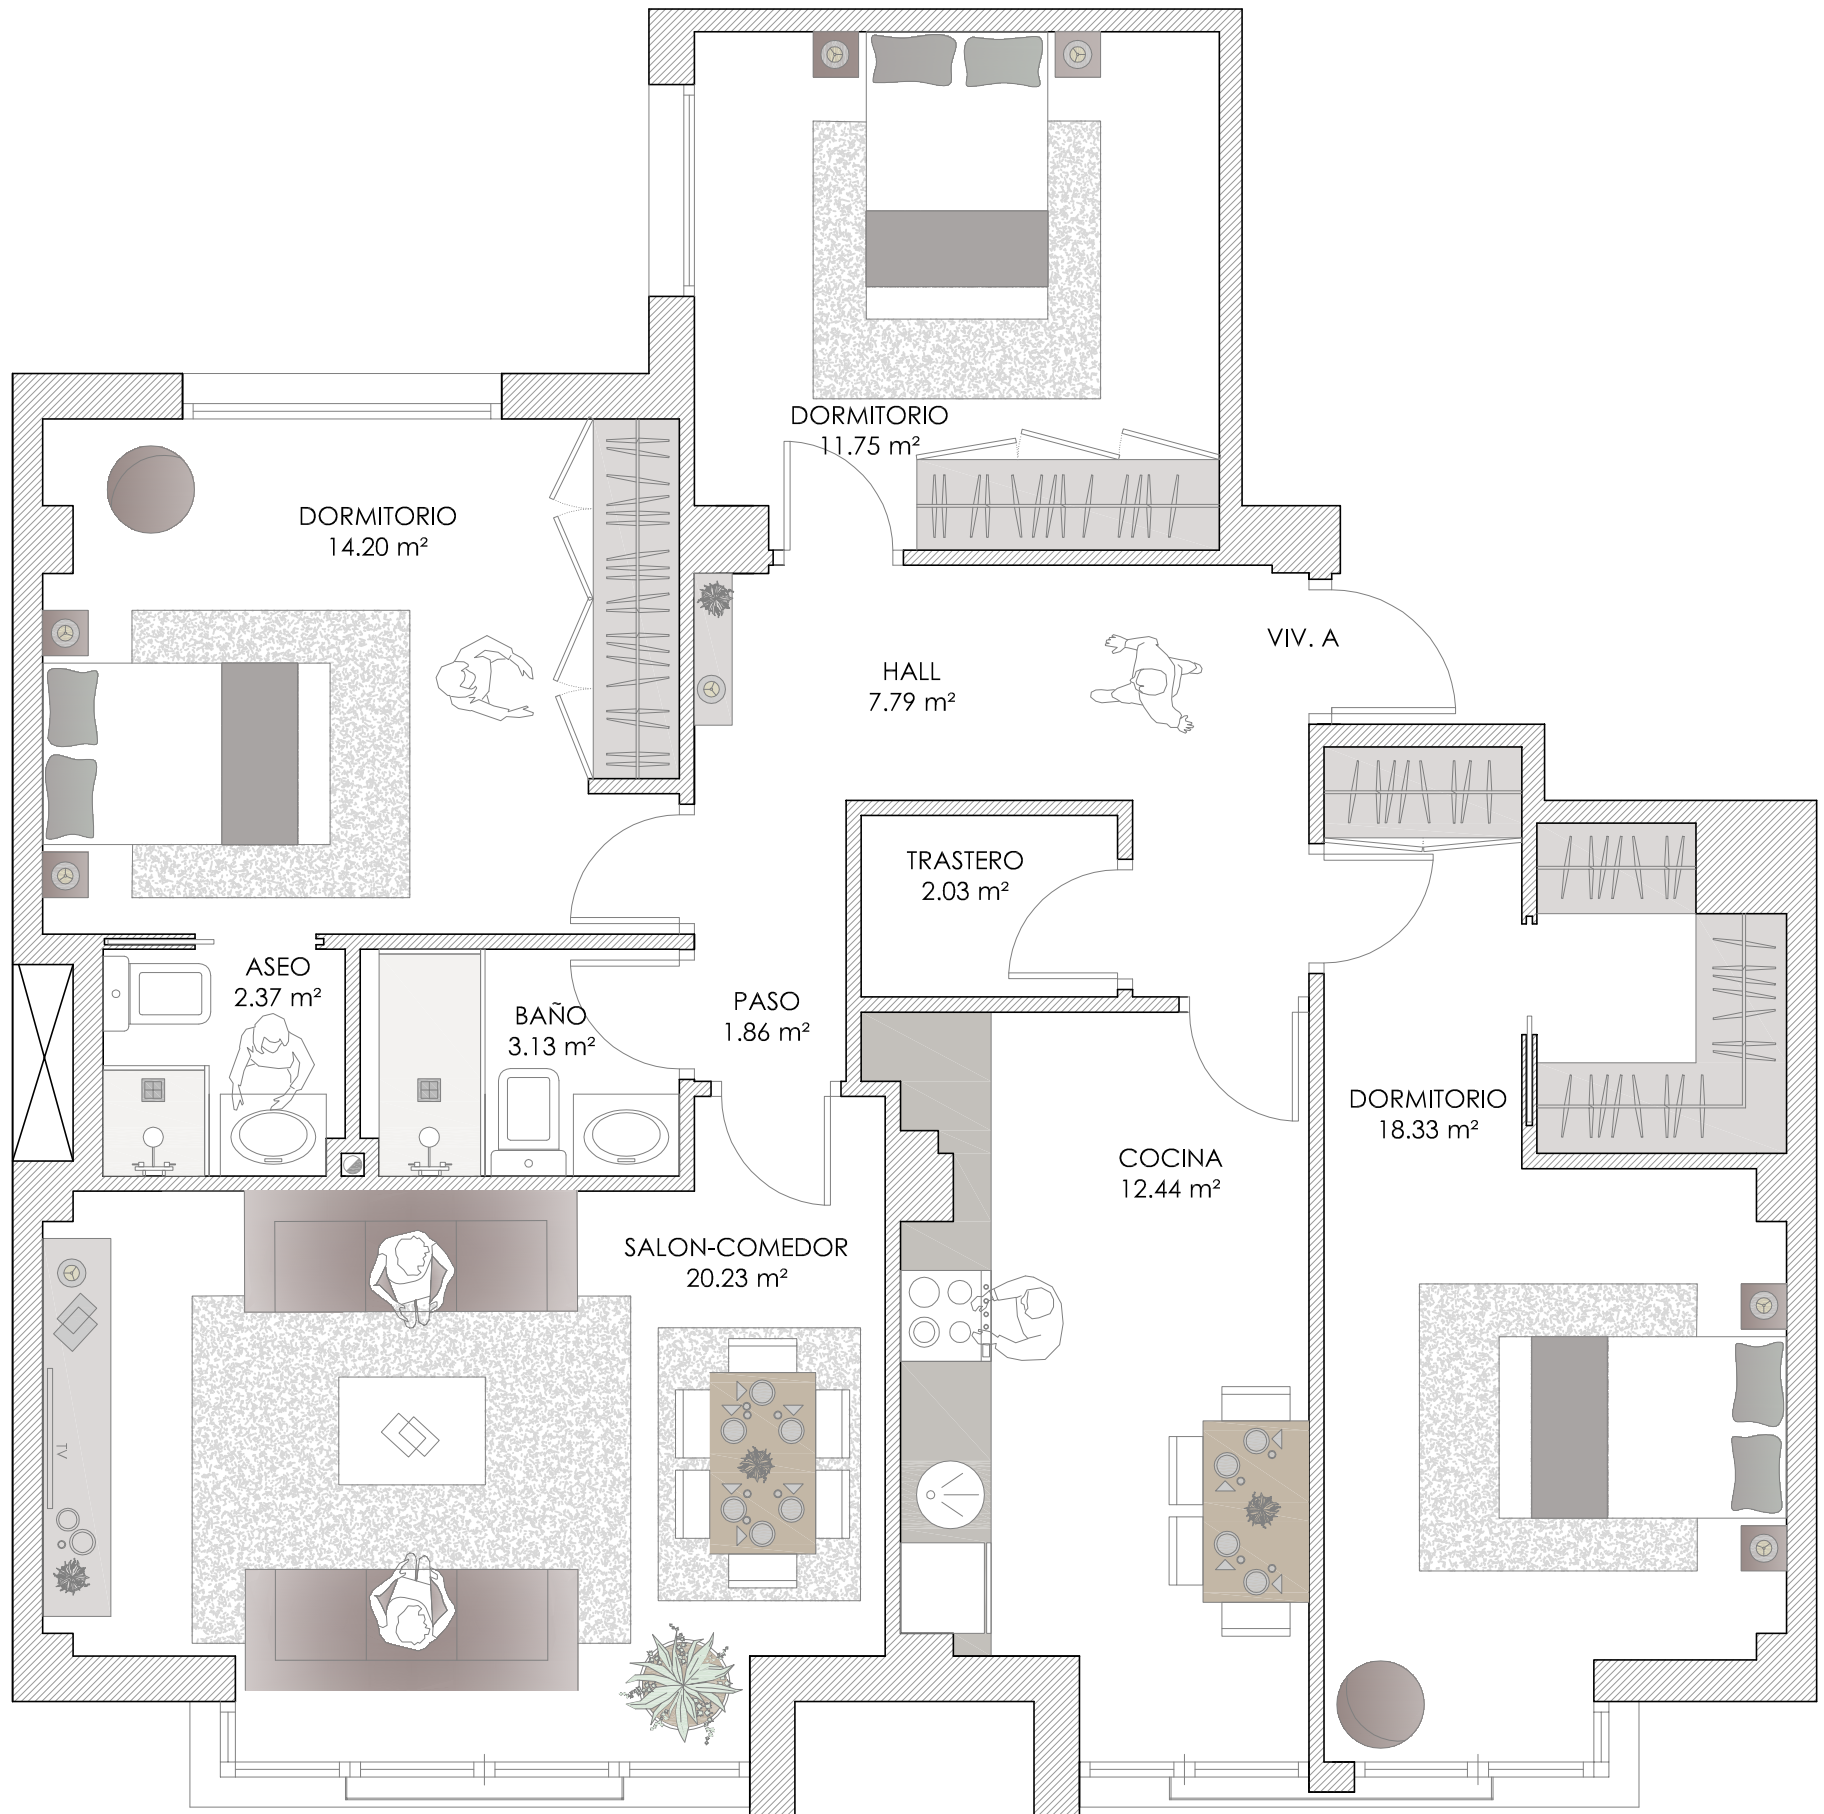 DORMITORIO
11.75 m²
DORMITORIO
14.20 m²
VIV. A
HALL
7.79 m²
TRASTERO
2.03 m²
ASEO
2.37 m²
BAÑO
3.13 m²
PASO
1.86 m²
DORMITORIO
18.33 m²
COCINA
12.44 m²
SALON-COMEDOR
20.23 m²
TV